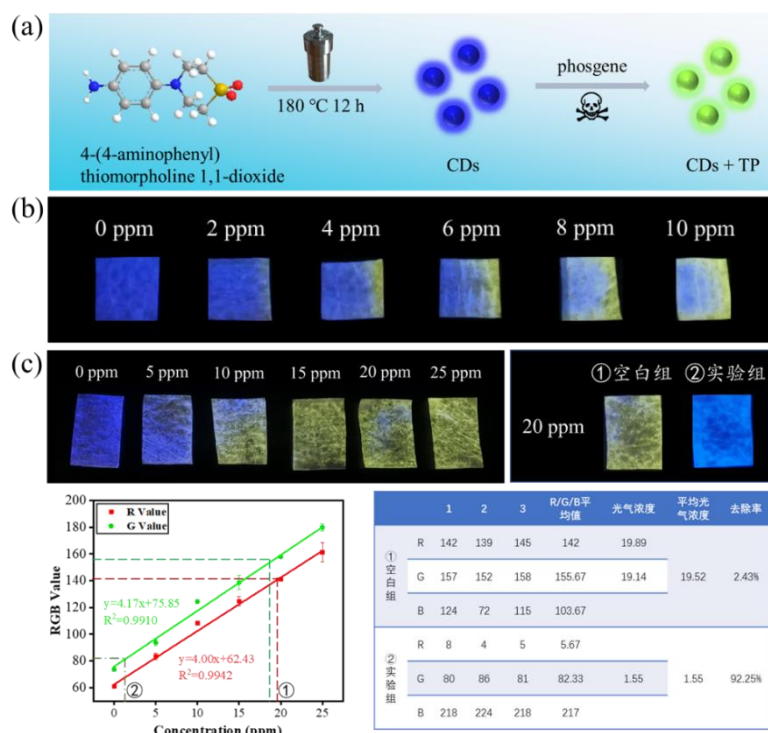 (a)
180 ℃ 12 h
phosgene
4-(4-aminophenyl)
thiomorpholine 1,1-dioxide
CDs
CDs + TP
(b)
0 ppm 2 ppm 4 ppm 6 ppm 8 ppm 10 ppm
(c)
0 ppm 5 ppm 10 ppm 15 ppm 20 ppm 25 ppm
①空白组 ②实验组
20 ppm
200
180
160
140
120
100
80
60
RGB Value
R Value
G Value
y=4.17x+75.85
R²=0.9910
y=4.00x+62.43
R²=0.9942
② ①
0 5 10 15 20 25
Concentration (ppm)
1 2 3 R/G/B平均值 光气浓度 平均光气浓度 去除率
①空白组
R 142 139 145 142 19.89
G 157 152 158 155.67 19.14 19.52 2.43%
B 124 72 115 103.67
②实验组
R 8 4 5 5.67
G 80 86 81 82.33 1.55 1.55 92.25%
B 218 224 218 217